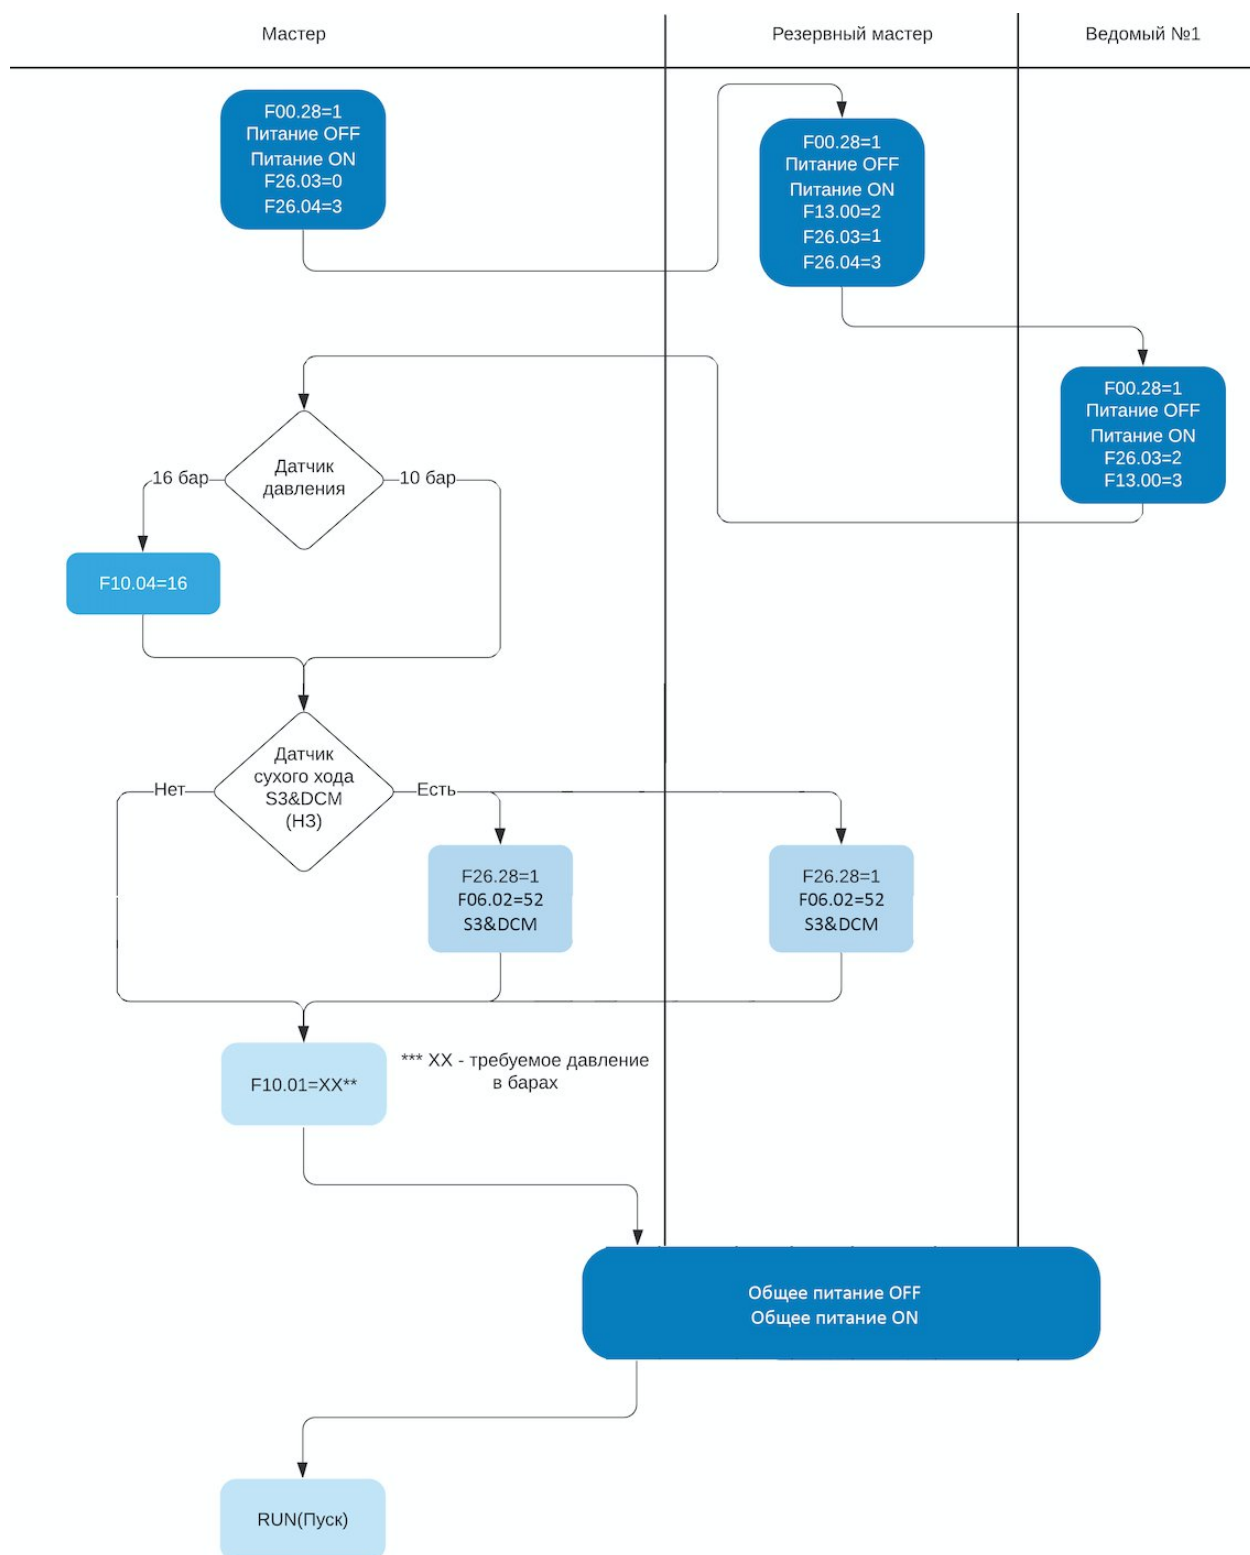 Мастер
Резервный мастер
Ведомый №1
F00.28=1
Питание OFF
Питание ON
F26.03=0
F26.04=3
F00.28=1
Питание OFF
Питание ON
F13.00=2
F26.03=1
F26.04=3
F00.28=1
Питание OFF
Питание ON
F26.03=2
F13.00=3
Датчик
давления
16 бар
10 бар
F10.04=16
Датчик
сухого хода
S3&DCM
(НЗ)
Нет
Есть
F26.28=1
F06.02=52
S3&DCM
F26.28=1
F06.02=52
S3&DCM
F10.01=XX**
*** XX - требуемое давление
в барах
Общее питание OFF
Общее питание ON
RUN(Пуск)